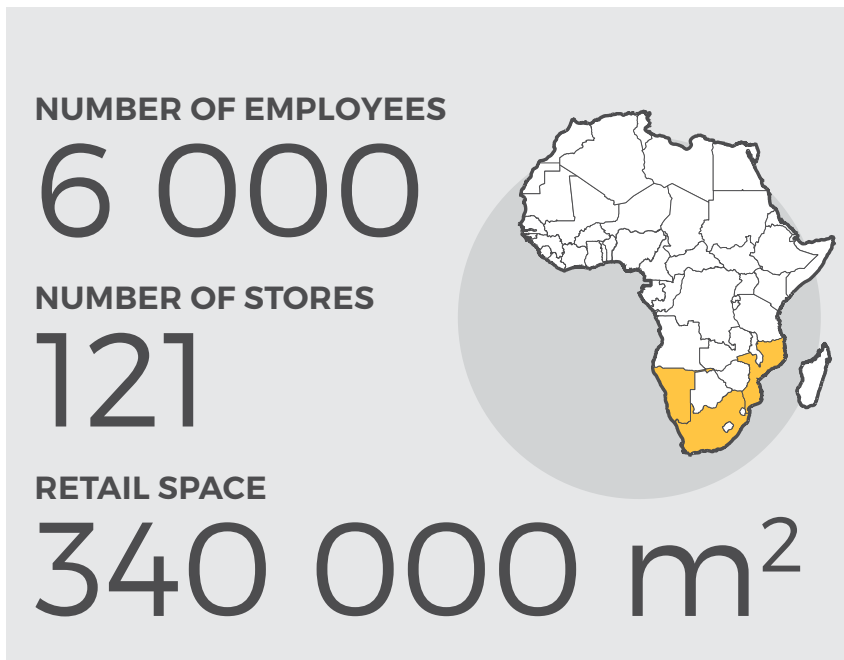 NUMBER OF EMPLOYEES
6 000
NUMBER OF STORES
121
RETAIL SPACE
340 000 m²